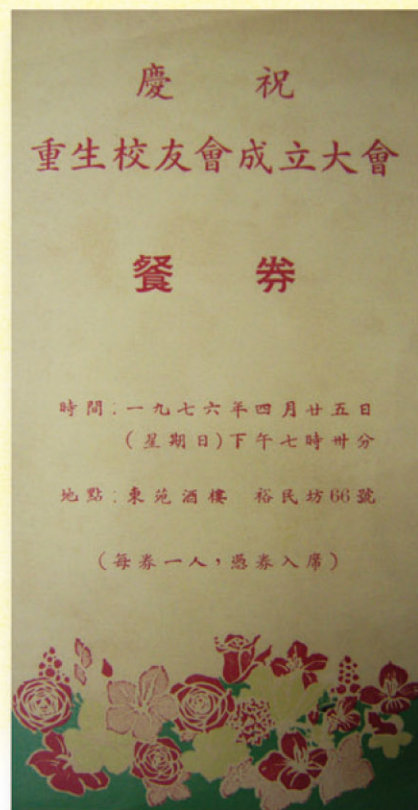 慶祝
重生校友會成立大會
餐券
時間：一九七六年四月廿五日
(星期日)下午七時卅分
地點：東苑酒樓 裕民坊66號
(每券一人，憑券入席)